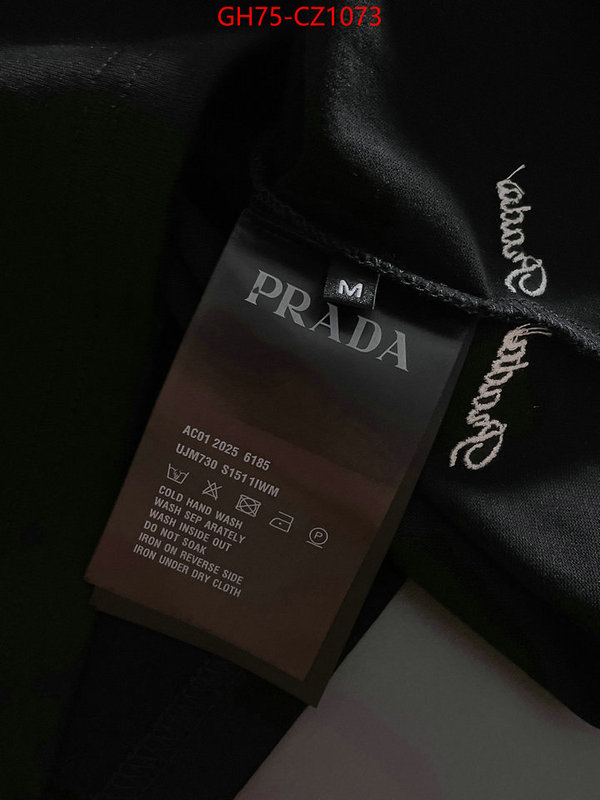 GH75-CZ1073
M
PRADA
AC01 2025 6185
UJM730 S1511IWM
P
COLD HAND WASH
WASH SEP ARATELY
WASH INSIDE OUT
DO NOT SOAK
IRON ON REVERSE SIDE
IRON UNDER DRY CLOTH
Prada
Prada